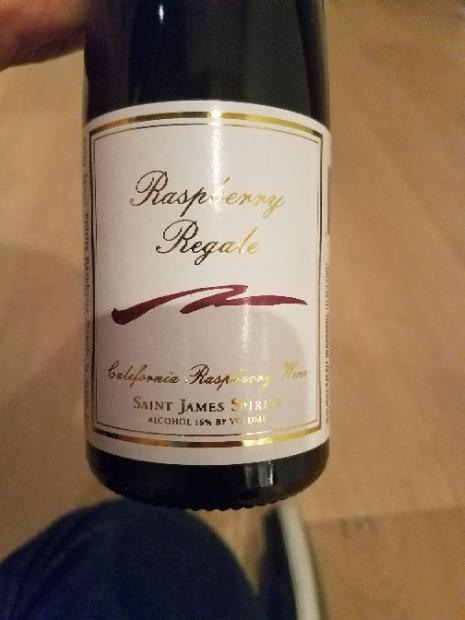 Raspberry
Regale
California Raspberry Wine
SAINT JAMES SPIRITS
ALCOHOL 16% BY VOLUME